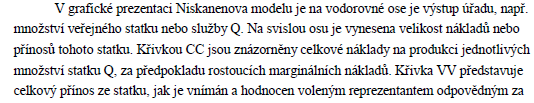 V grafické prezentaci Niskanenova modelu je na vodorovné ose je výstup úřadu, např.
množství veřejného statku nebo služby Q. Na svislou osu je vynesena velikost nákladů nebo
přínosů tohoto statku. Křivkou CC jsou znázorněny celkové náklady na produkci jednotlivých
množství statku Q, za předpokladu rostoucích marginálních nákladů. Křivka VV představuje
celkový přínos ze statku, jak je vnímán a hodnocen voleným reprezentantem odpovědným za